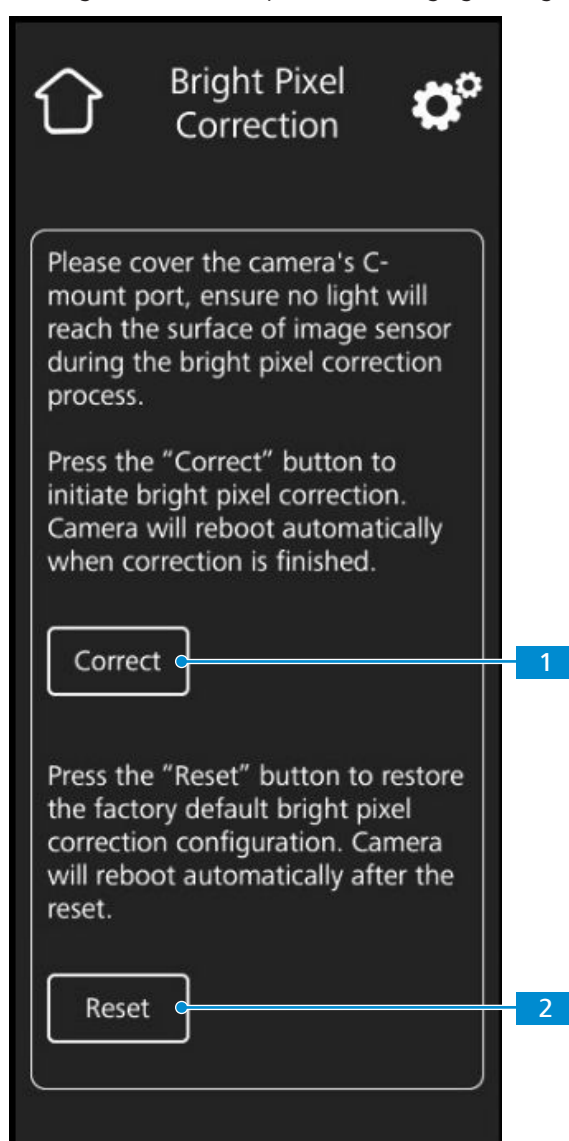 Bright Pixel
Correction
Please cover the camera's C-
mount port, ensure no light will
reach the surface of image sensor
during the bright pixel correction
process.
Press the “Correct” button to
initiate bright pixel correction.
Camera will reboot automatically
when correction is finished.
Correct
1
Press the “Reset” button to restore
the factory default bright pixel
correction configuration. Camera
will reboot automatically after the
reset.
Reset
2